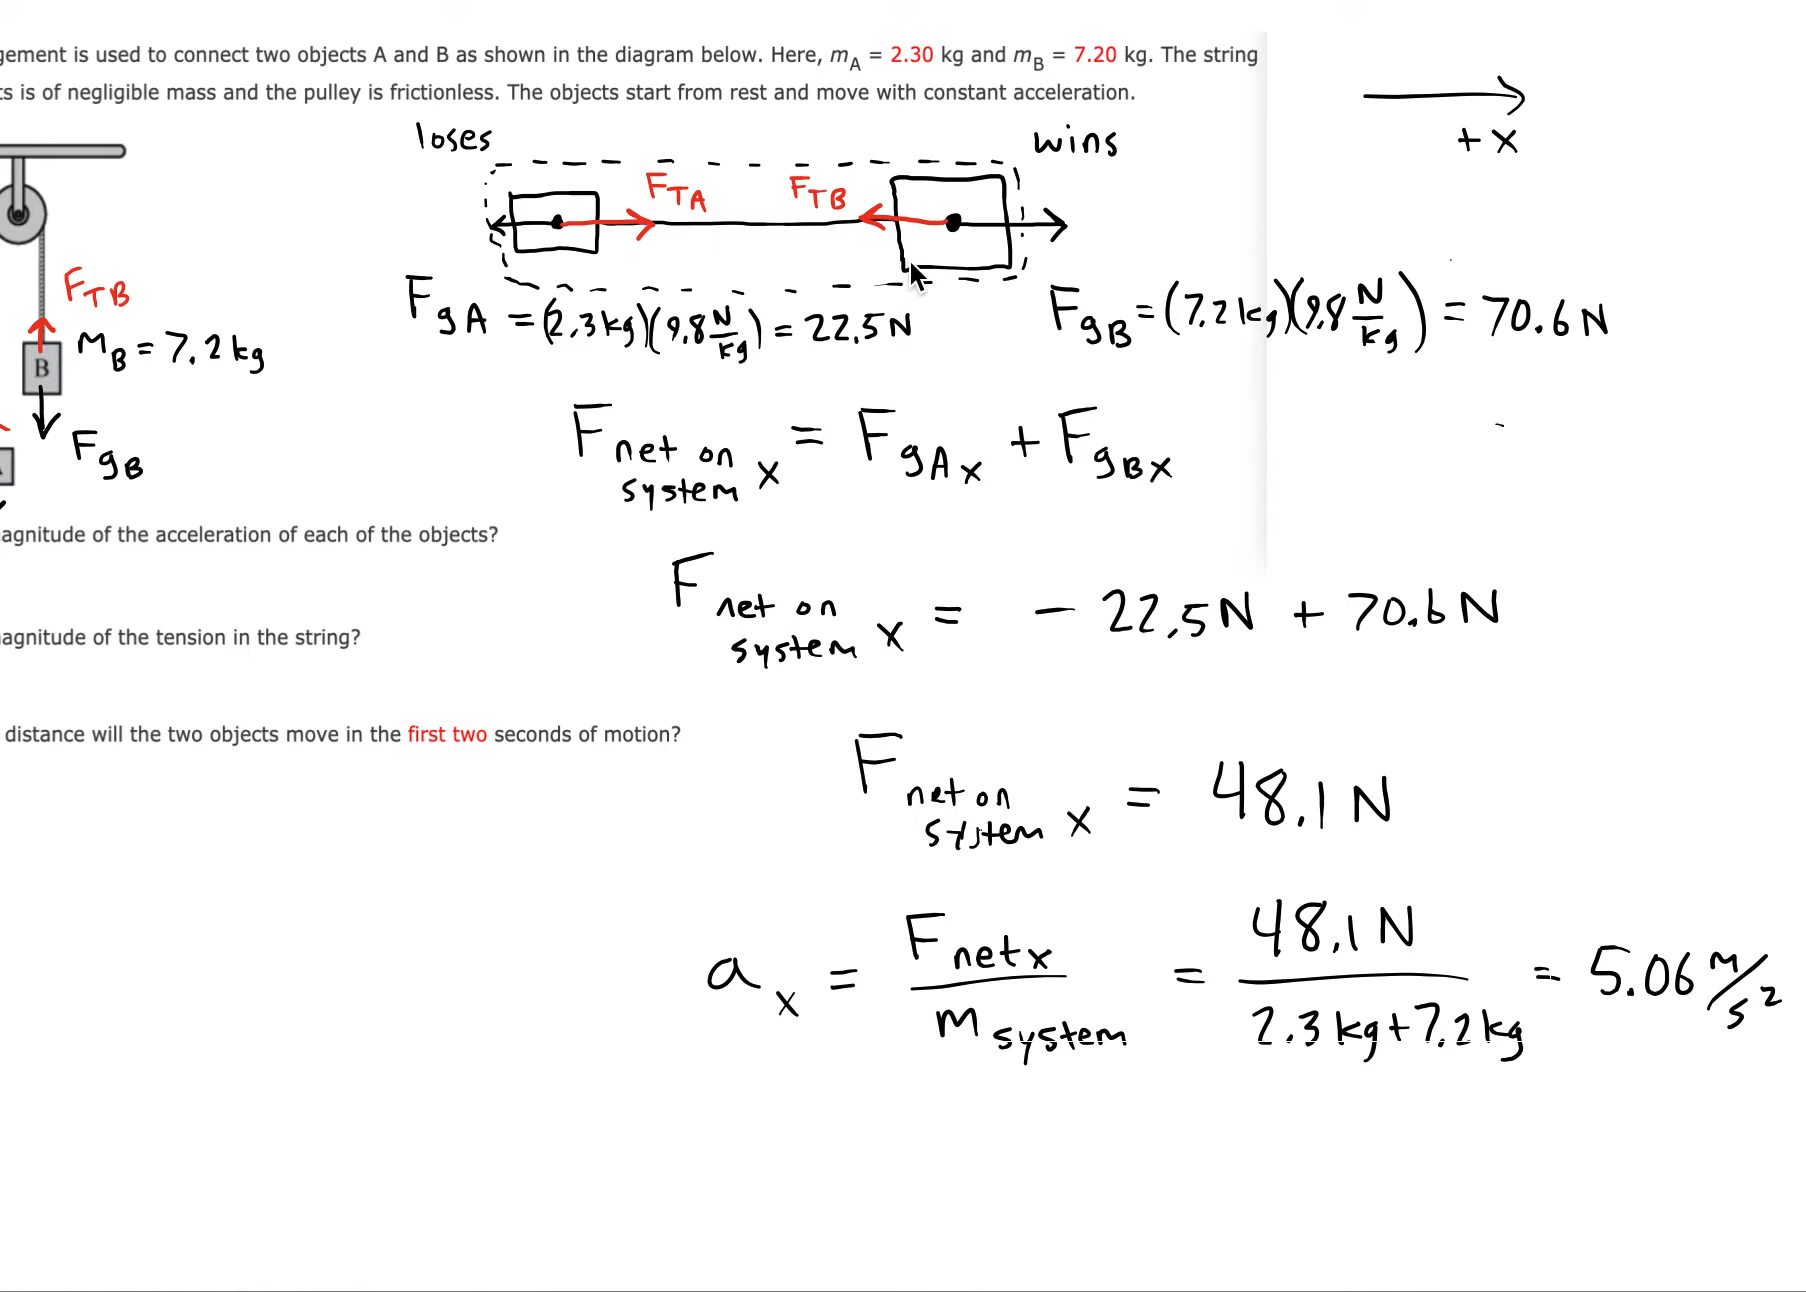 gement is used to connect two objects A and B as shown in the diagram below. Here, mA = 2.30 kg and mB = 7.20 kg. The string
ts is of negligible mass and the pulley is frictionless. The objects start from rest and move with constant acceleration.
loses
wins
+ x
FTA
FTB
FTB
mB = 7.2 kg
B
FgB
FgA = (2.3 kg)(9.8 N/kg) = 22.5 N
FgB = (7.2 kg)(9.8 N/kg) = 70.6 N
Fnet on system x = FgAx + FgBx
agnitude of the acceleration of each of the objects?
Fnet on system x = - 22.5 N + 70.6 N
agnitude of the tension in the string?
distance will the two objects move in the first two seconds of motion?
Fnet on system x = 48.1 N
ax = Fnetx / msystem = 48.1 N / 2.3 kg + 7.2 kg = 5.06 m/s²